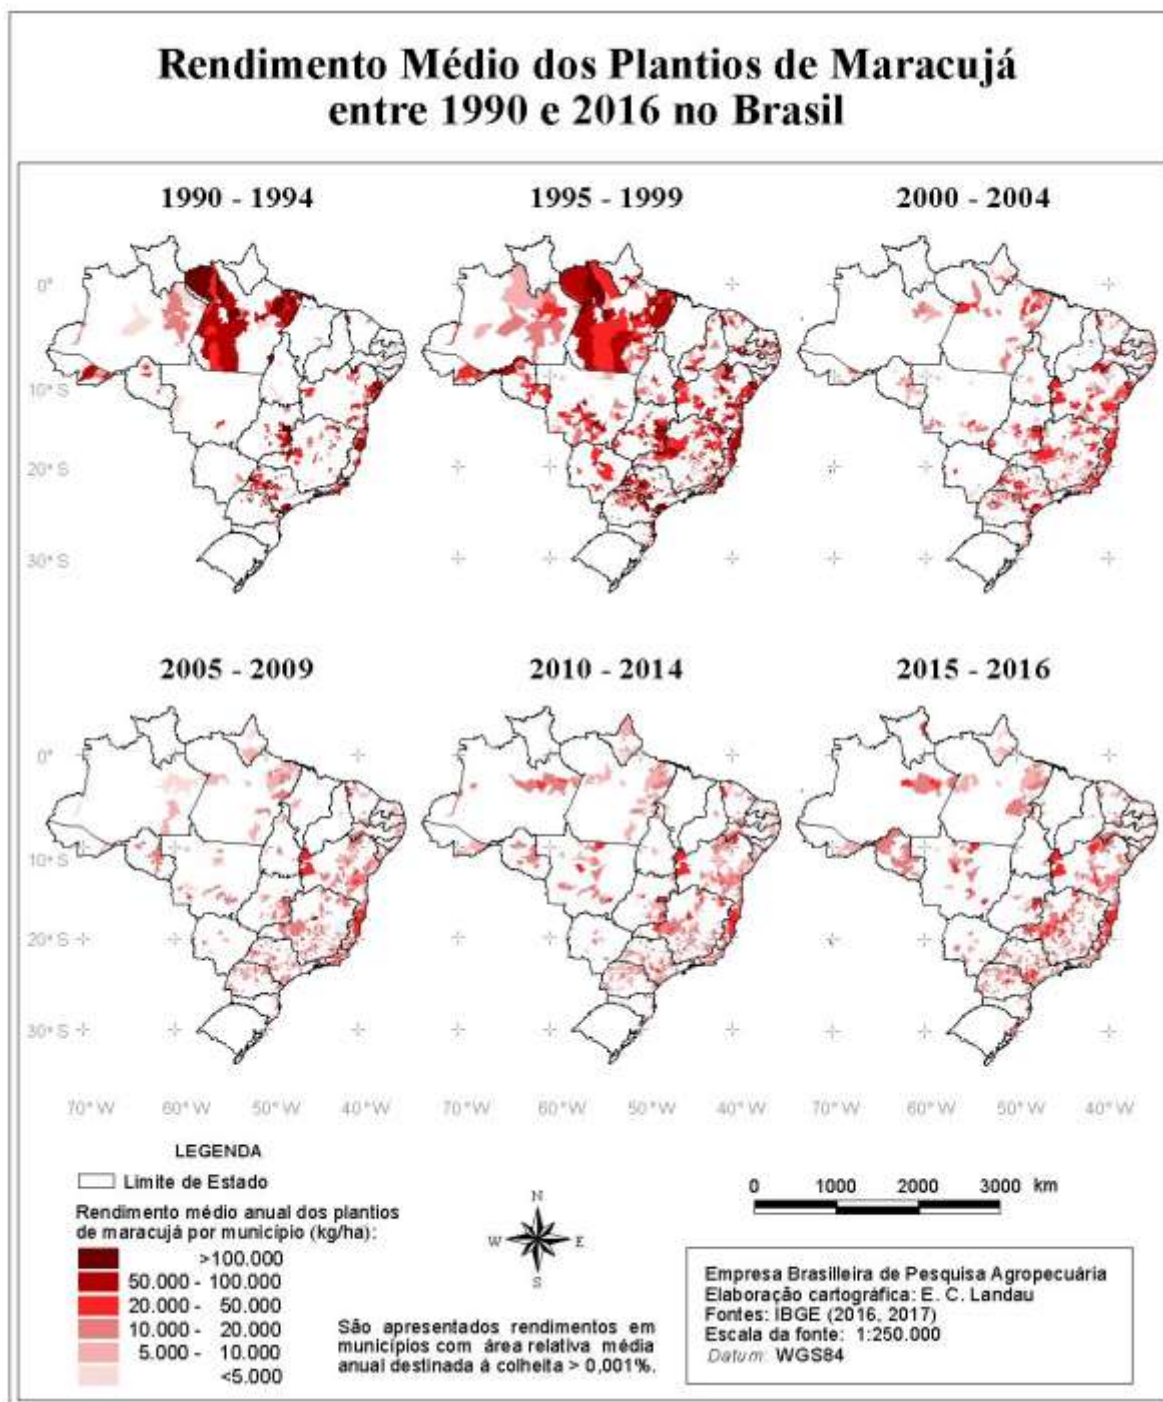 Rendimento Médio dos Plantios de Maracujá
entre 1990 e 2016 no Brasil
1990 - 1994
1995 - 1999
2000 - 2004
0°
10° S
20° S
30° S
2005 - 2009
2010 - 2014
2015 - 2016
0°
10° S
20° S
30° S
70° W 60° W 50° W 40° W 70° W 60° W 50° W 40° W 70° W 60° W 50° W 40° W
LEGENDA
Limite de Estado
Rendimento médio anual dos plantios
de maracujá por município (kg/ha):
>100.000
50.000 - 100.000
20.000 - 50.000
10.000 - 20.000
5.000 - 10.000
<5.000
N
W E
S
São apresentados rendimentos em
municípios com área relativa média
anual destinada à colheita > 0,001%.
0 1000 2000 3000 km
Empresa Brasilleira de Pesquisa Agropecuária
Elaboração cartográfica: E. C. Landau
Fontes: IBGE (2016, 2017)
Escala da fonte: 1:250.000
Datum: WGS84